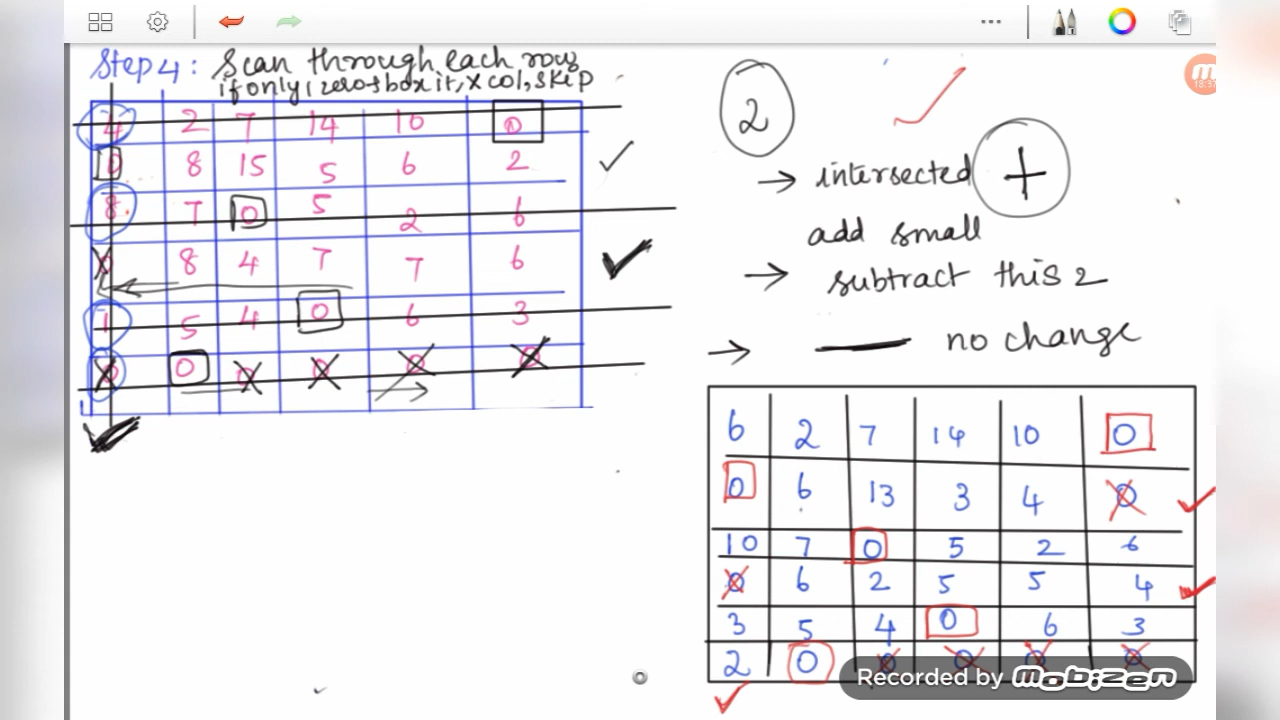 Step 4: Scan through each row
if only 1 zero→box it, x col, skip
4 2 7 14 10 0
0 8 15 5 6 2
8 7 0 5 2 6
0 8 4 7 7 6
1 5 4 0 6 3
0 0 0 0 0 0
2
→ intersected +
add small
→ subtract this 2
→ — no change
6 2 7 14 10 0
0 6 13 3 4 0
10 7 0 5 2 6
0 6 2 5 5 4
3 5 4 0 6 3
2 0 0 0 0 0
Recorded by mobizen